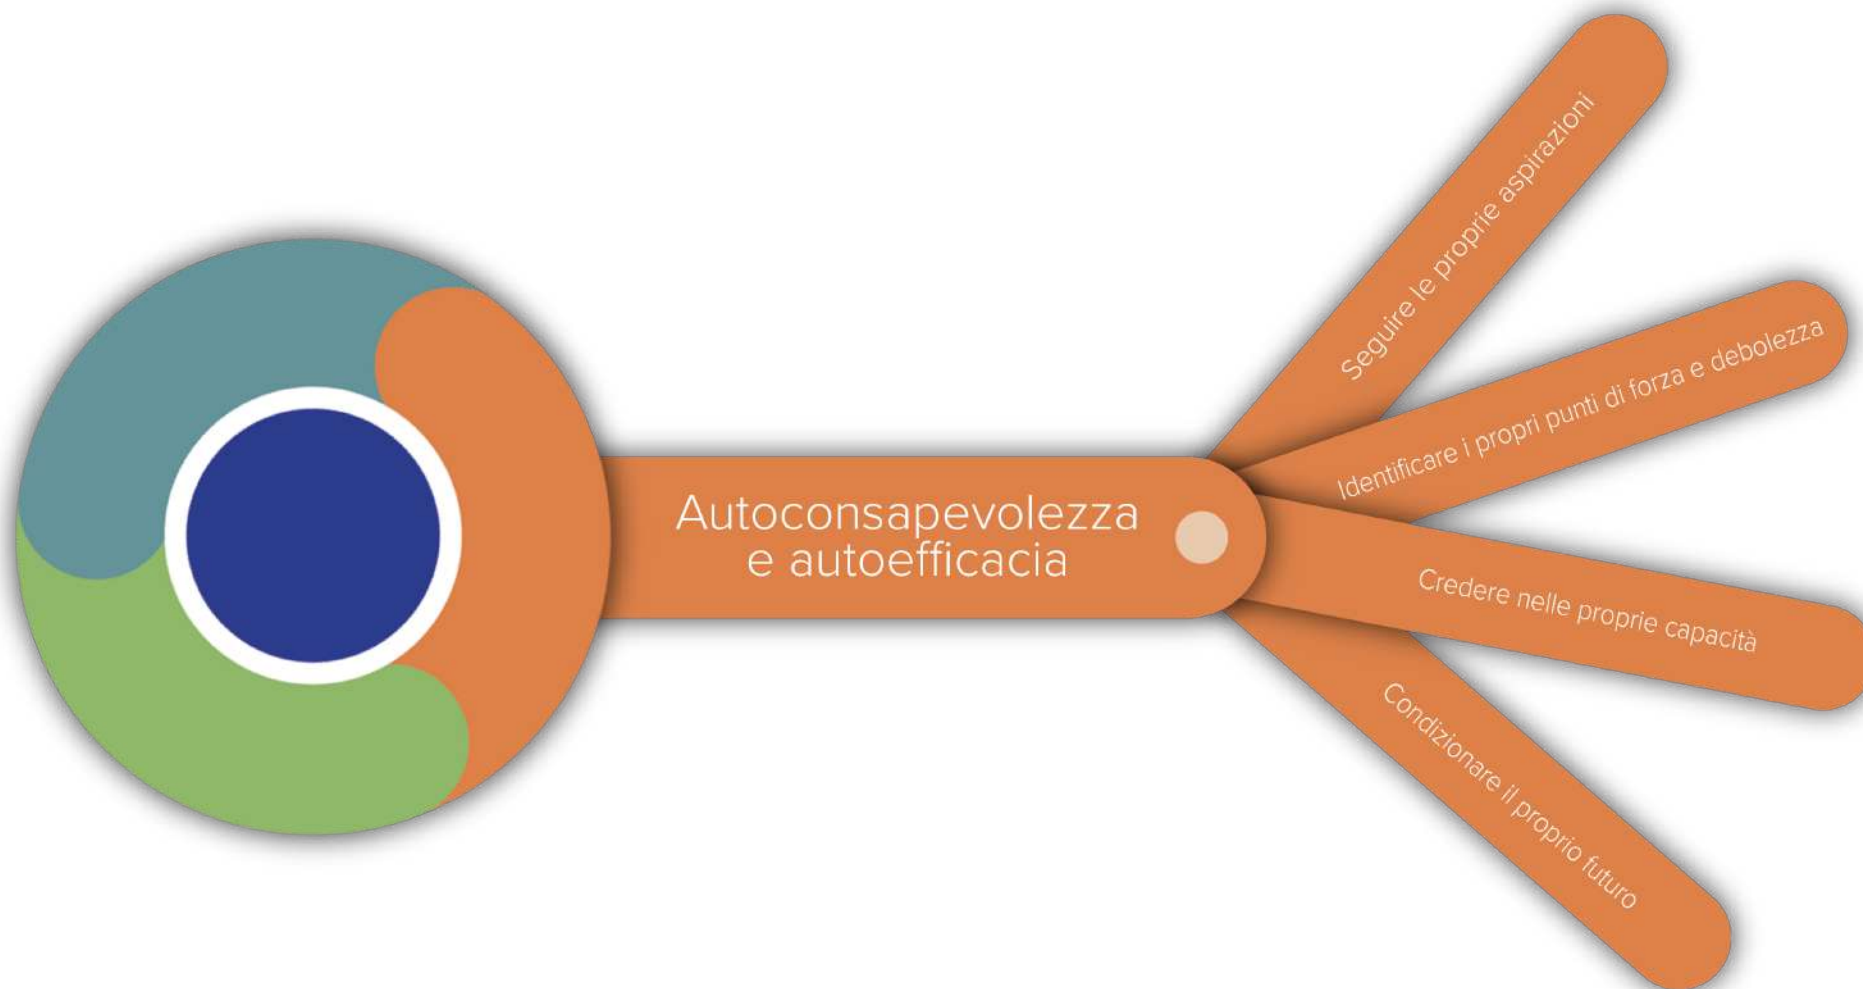 Autoconsapevolezza
e autoefficacia
Seguire le proprie aspirazioni
Identificare i propri punti di forza e debolezza
Credere nelle proprie capacità
Condizionare il proprio futuro